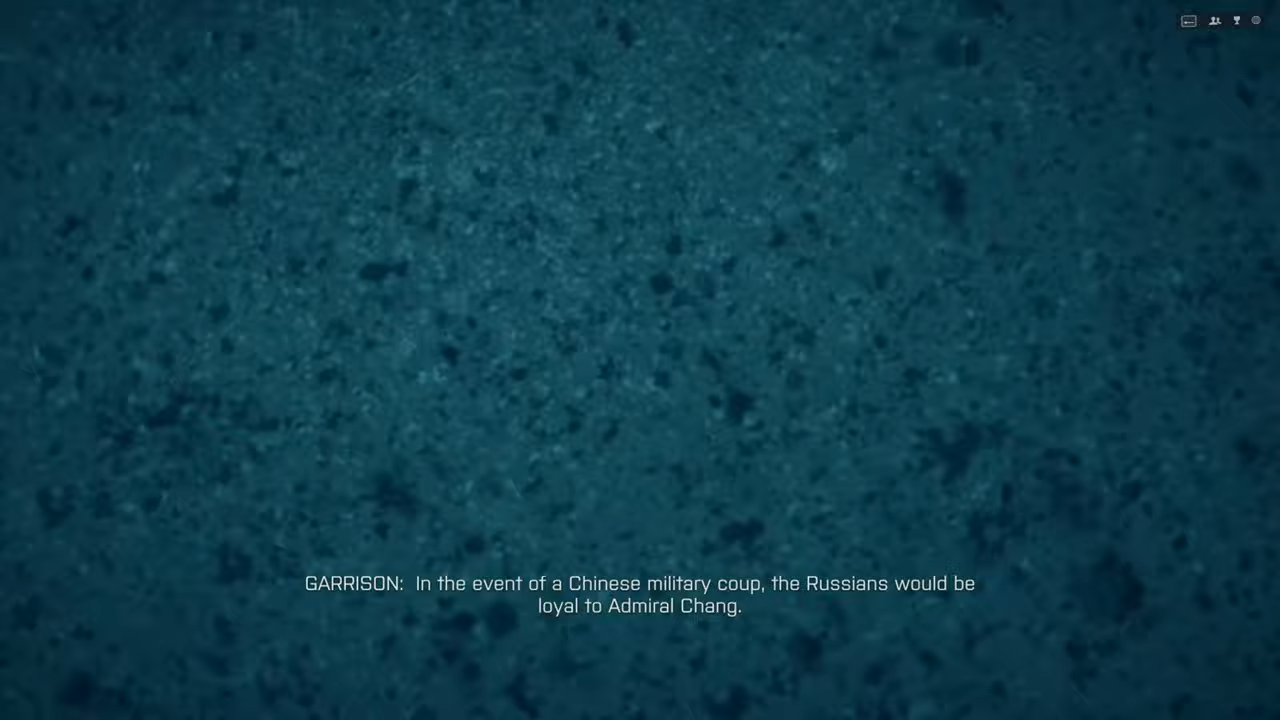 GARRISON: In the event of a Chinese military coup, the Russians would be
loyal to Admiral Chang.